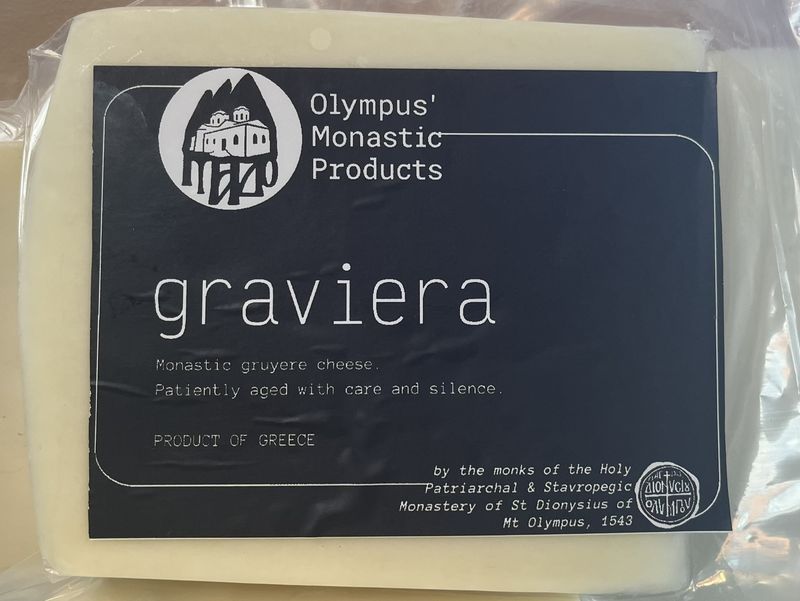 Olympus'
Monastic
Products
graviera
Monastic gruyere cheese.
Patiently aged with care and silence.
PRODUCT OF GREECE
by the monks of the Holy
Patriarchal & Stavropegic
Monastery of St Dionysius of
Mt Olympus, 1543